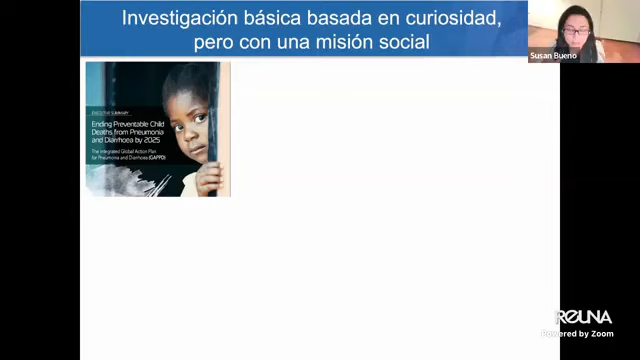 Investigación básica basada en curiosidad,
pero con una misión social
Susan Bueno
EXECUTIVE SUMMARY
Ending Preventable Child
Deaths from Pneumonia
and Diarrhoea by 2025
The Integrated Global Action Plan
for Pneumonia and Diarrhoea (GAPPD)
REUNA
Powered by Zoom